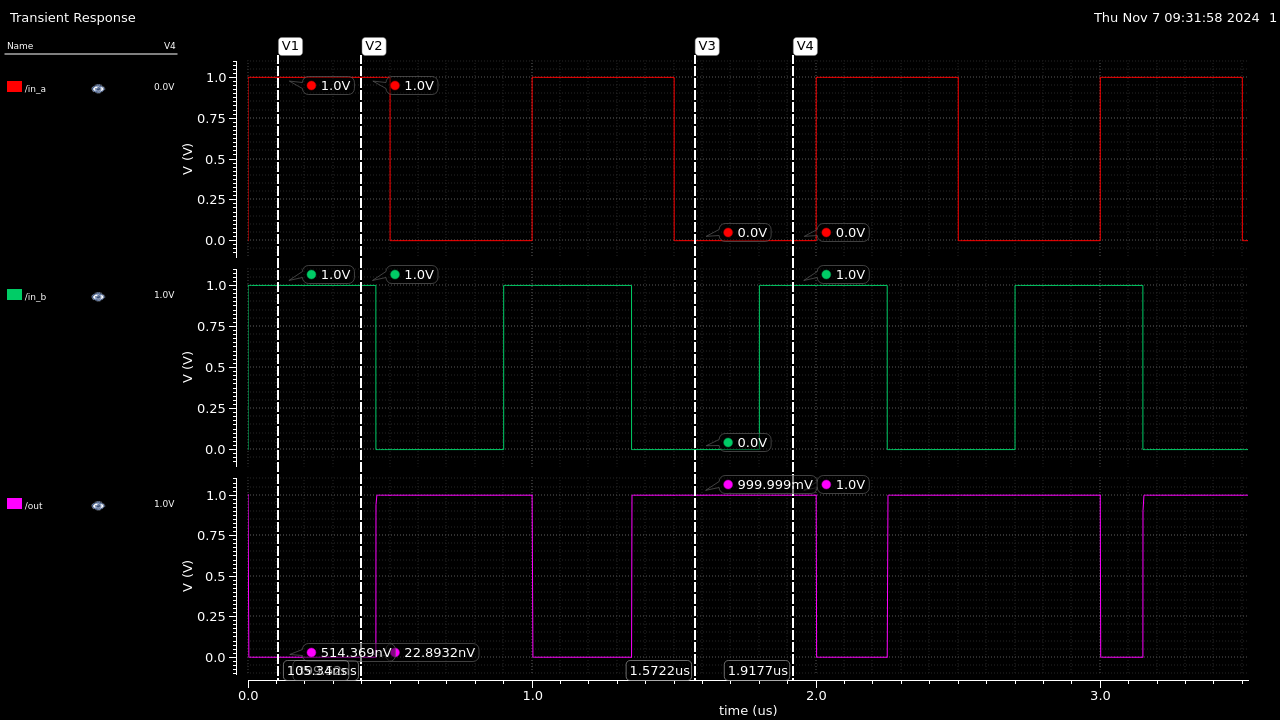 Transient Response
Thu Nov 7 09:31:58 2024 1
Name V4
V1 V2 V3 V4
/in_a 0.0V
1.0
0.75
0.5
0.25
0.0
V (V)
1.0V 1.0V 0.0V 0.0V
/in_b 1.0V
1.0
0.75
0.5
0.25
0.0
V (V)
1.0V 1.0V 0.0V 1.0V
/out 1.0V
1.0
0.75
0.5
0.25
0.0
V (V)
514.369nV 22.8932nV 999.999mV 1.0V
1.5722us 1.9177us
0.0 1.0 2.0 3.0
time (us)